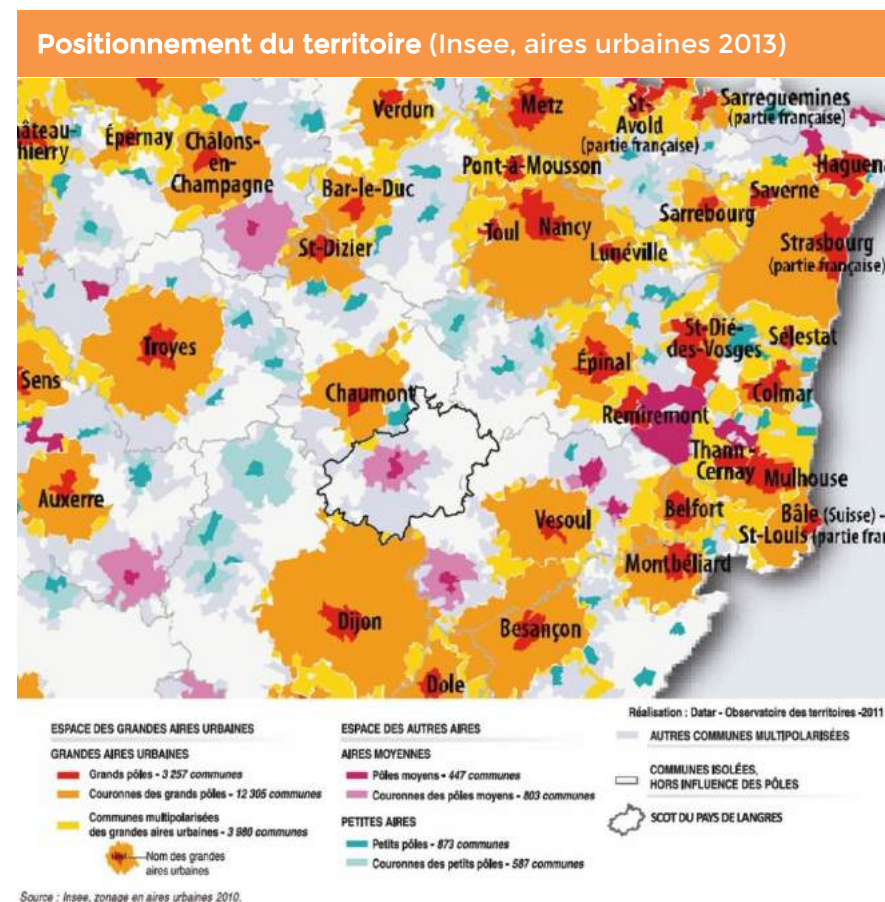 Positionnement du territoire (Insee, aires urbaines 2013)
Verdun
Metz
St-
Avold
(partie française)
Sarreguemines
(partie française)
âteau-
hierry
Épernay
Châlons-
en-
Champagne
Pont-à-Mousson
Haguena
Bar-le-Duc
Saverne
Sarrebourg
St-Dizier
Toul
Nancy
Lunéville
Strasbourg
(partie française)
Troyes
St-Dié-
des-Vosges
Sélestat
Sens
Épinal
Chaumont
Colmar
Remiremont
Thann -
Cernay
Mulhouse
Auxerre
Vesoul
Belfort
Bâle (Suisse) -
St-Louis (partie fran
Montbéliard
Dijon
Besançon
Dole
Réalisation : Datar - Observatoire des territoires -2011
ESPACE DES GRANDES AIRES URBAINES
GRANDES AIRES URBAINES
Grands pôles - 3 257 communes
Couronnes des grands pôles - 12 305 communes
Communes multipolarisées
des grandes aires urbaines - 3 980 communes
Nom des grandes
aires urbaines
ESPACE DES AUTRES AIRES
AIRES MOYENNES
Pôles moyens - 447 communes
Couronnes des pôles moyens - 803 communes
PETITES AIRES
Petits pôles - 873 communes
Couronnes des petits pôles - 587 communes
AUTRES COMMUNES MULTIPOLARISÉES
COMMUNES ISOLÉES,
HORS INFLUENCE DES PÔLES
SCOT DU PAYS DE LANGRES
Source : Insee, zonage en aires urbaines 2010.